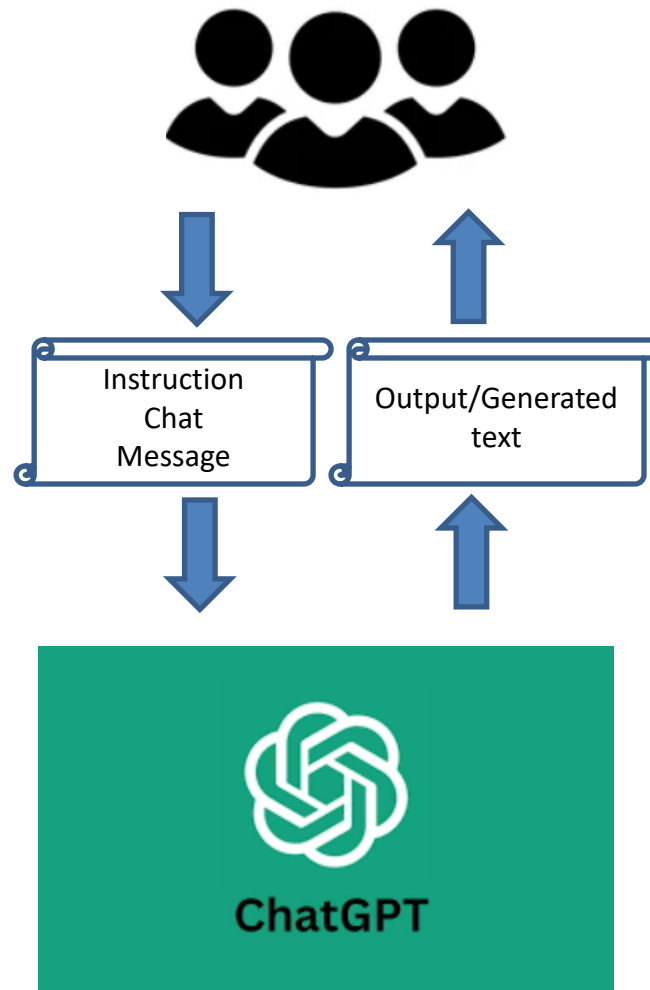 Instruction
Chat
Message
Output/Generated
text
ChatGPT